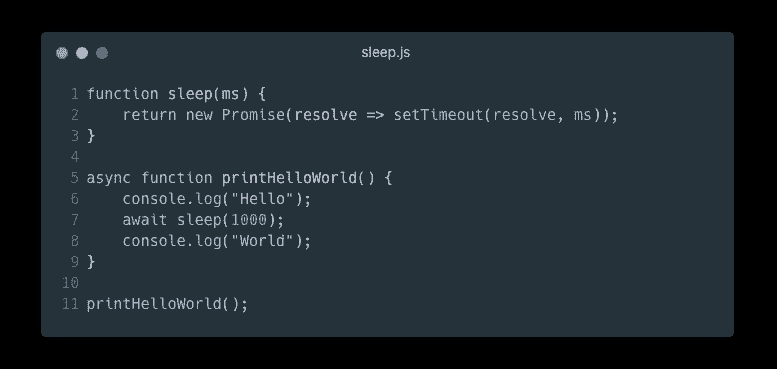 sleep.js
1 function sleep(ms) {
2     return new Promise(resolve => setTimeout(resolve, ms));
3 }
4
5 async function printHelloWorld() {
6     console.log("Hello");
7     await sleep(1000);
8     console.log("World");
9 }
10
11 printHelloWorld();